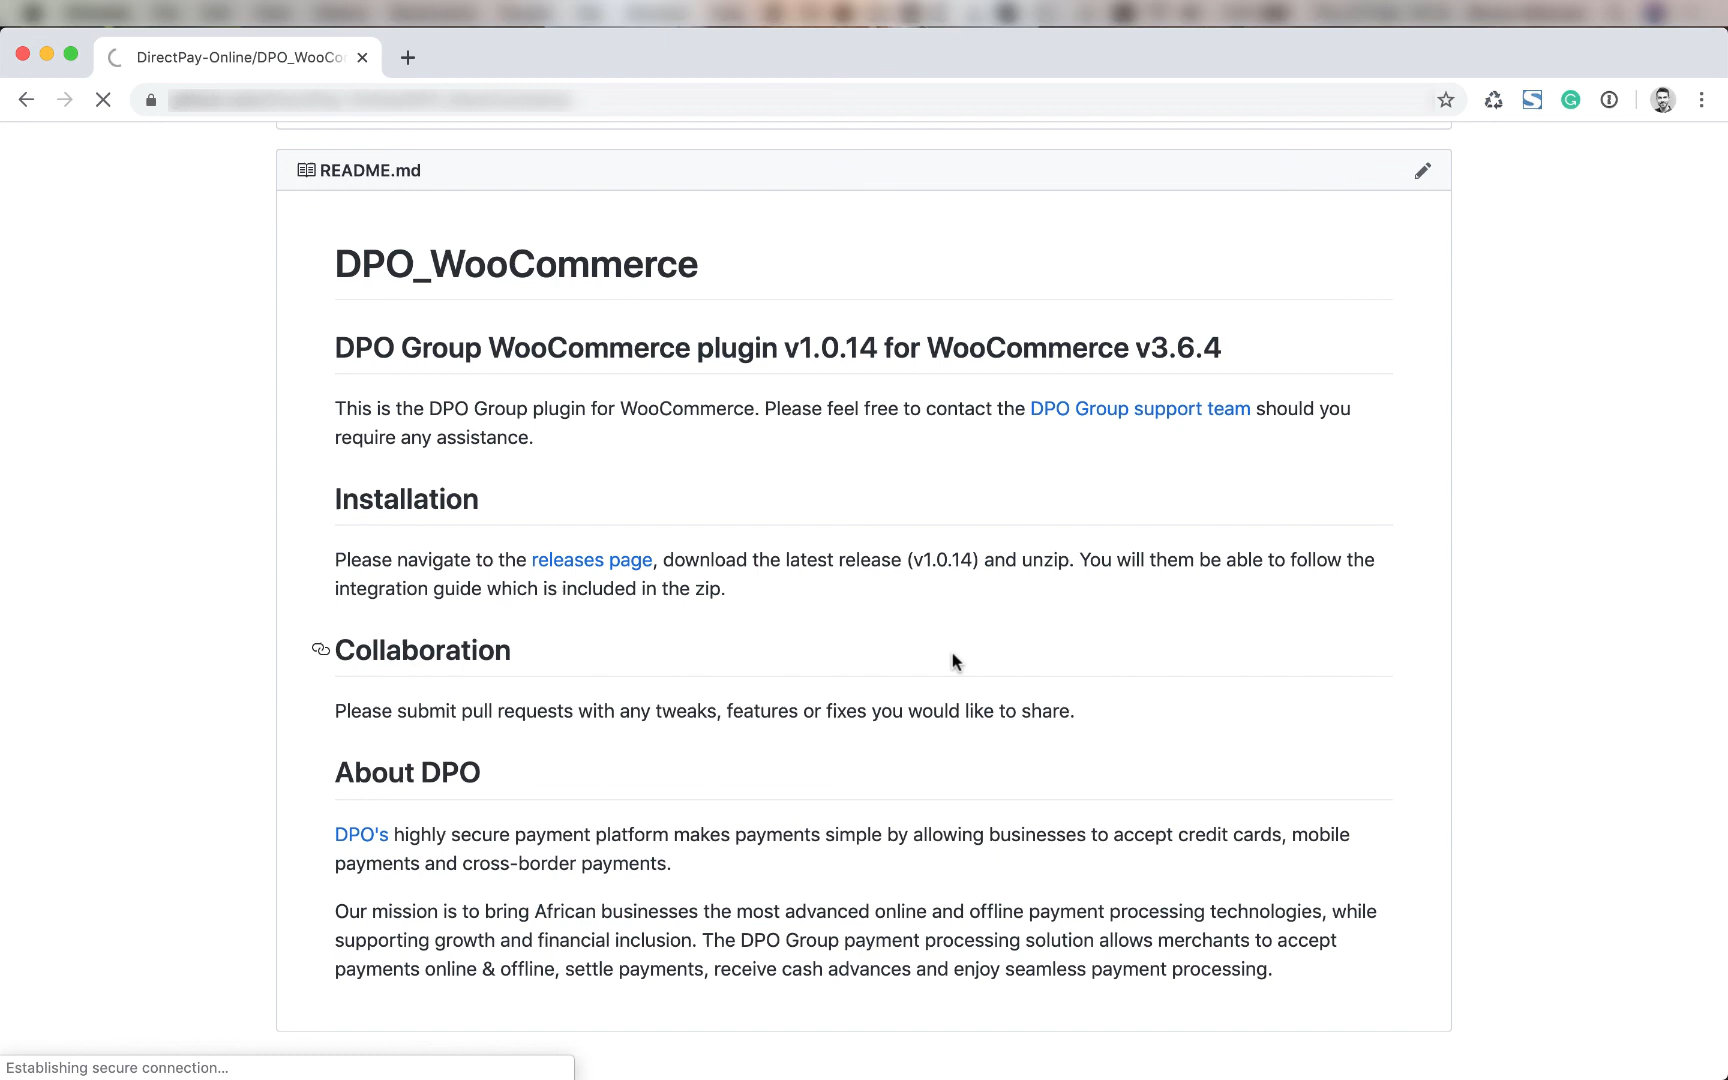 DirectPay-Online/DPO_WooCo
README.md
DPO_WooCommerce
DPO Group WooCommerce plugin v1.0.14 for WooCommerce v3.6.4
This is the DPO Group plugin for WooCommerce. Please feel free to contact the DPO Group support team should you
require any assistance.
Installation
Please navigate to the releases page, download the latest release (v1.0.14) and unzip. You will them be able to follow the
integration guide which is included in the zip.
Collaboration
Please submit pull requests with any tweaks, features or fixes you would like to share.
About DPO
DPO's highly secure payment platform makes payments simple by allowing businesses to accept credit cards, mobile
payments and cross-border payments.
Our mission is to bring African businesses the most advanced online and offline payment processing technologies, while
supporting growth and financial inclusion. The DPO Group payment processing solution allows merchants to accept
payments online & offline, settle payments, receive cash advances and enjoy seamless payment processing.
Establishing secure connection...